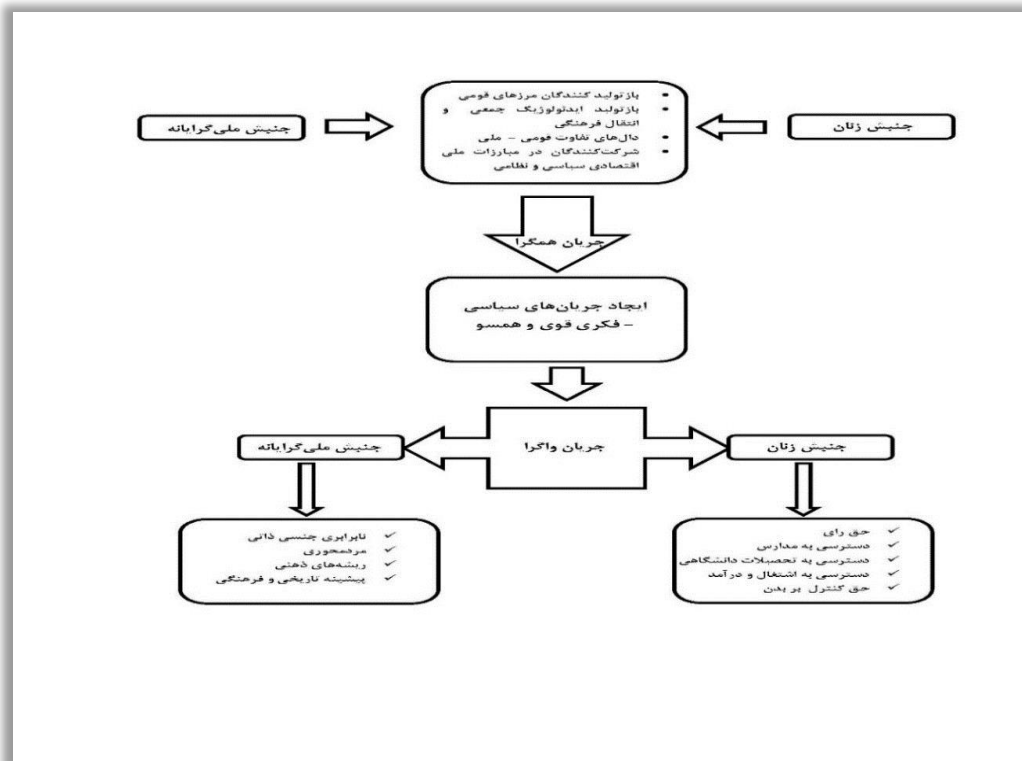 بازتولید کنندگان مرزهای قومی
بازتولید ایدئولوژیک جمعی و
انتقال فرهنگی
دال‌های تفاوت قومی - ملی
شرکت‌کنندگان در مبارزات ملی
اقتصادی سیاسی و نظامی
جنبش زنان
جنبش ملی‌گرایانه
جریان همگرا
ایجاد جریان‌های سیاسی
- فکری قوی و همسو
جنبش زنان
جریان واگرا
جنبش ملی‌گرایانه
حق رای
دسترسی به مدارس
دسترسی به تحصیلات دانشگاهی
دسترسی به اشتغال و درآمد
حق کنترل بر بدن
نابرابری جنسی ذاتی
مردمحوری
ریشه‌های ذهنی
پیشینه تاریخی و فرهنگی